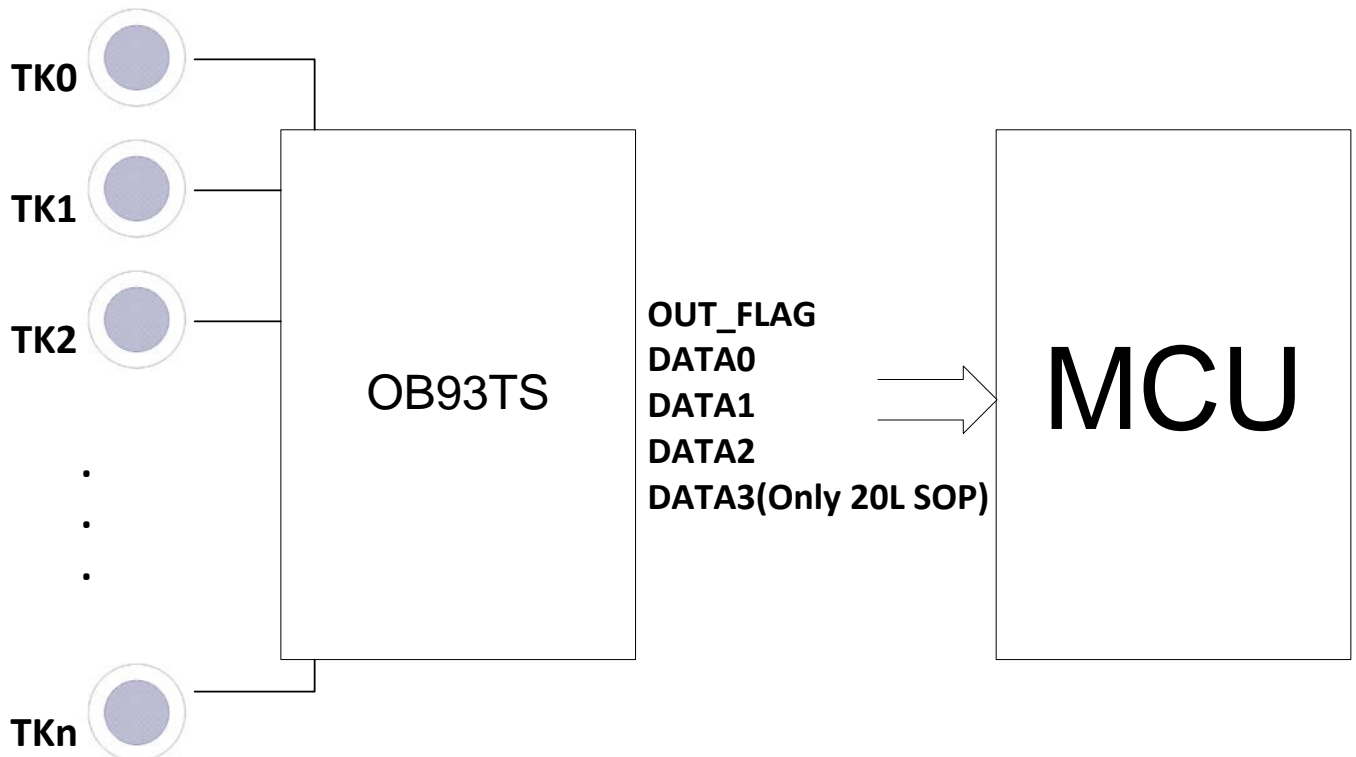 TK0
TK1
TK2
.
.
.
TKn
OB93TS
OUT_FLAG
DATA0
DATA1
DATA2
DATA3(Only 20L SOP)
MCU